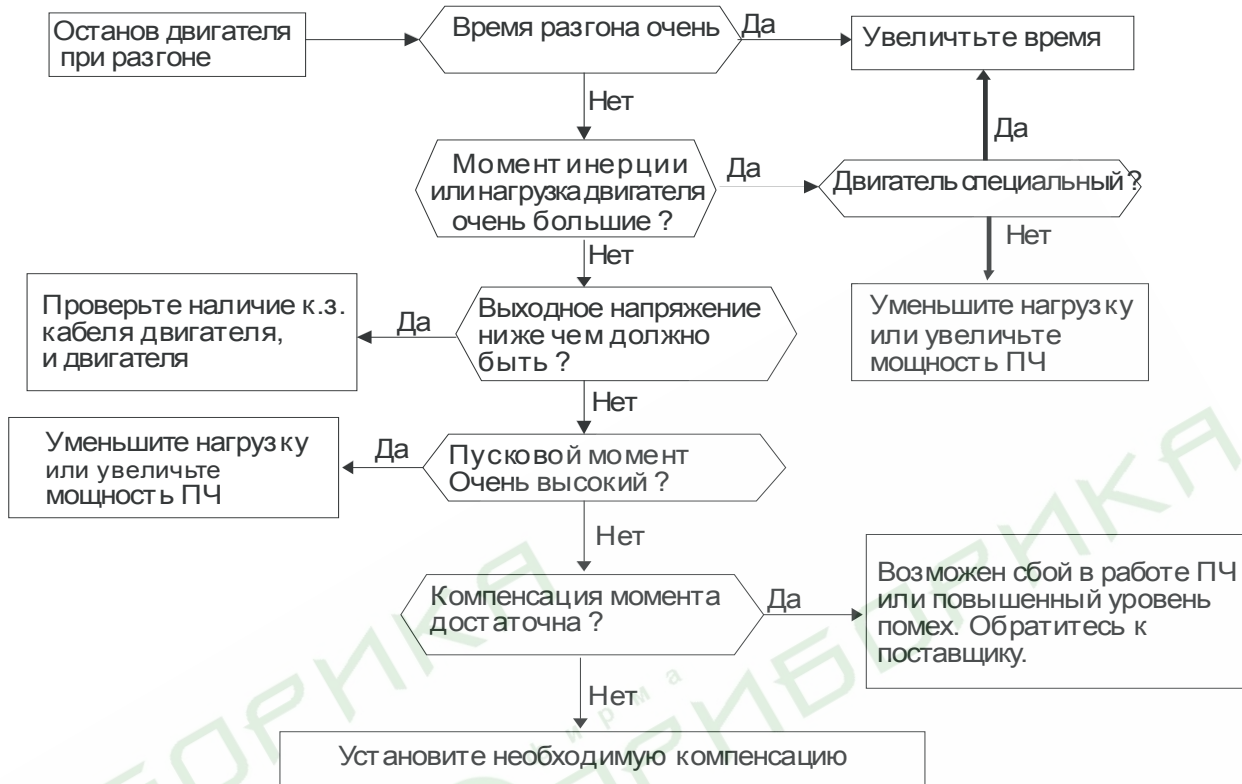 Останов двигателя
при разгоне
Время разгона очень
Да
Увеличтьте время
Нет
Да
Момент инерции
или нагрузка двигателя
очень большие ?
Да
Двигатель специальный ?
Нет
Нет
Проверьте наличие к.з.
кабеля двигателя,
и двигателя
Да
Выходное напряжение
ниже чем должно
быть ?
Уменьшите нагрузку
или увеличьте
мощность ПЧ
Нет
Уменьшите нагрузку
или увеличьте
мощность ПЧ
Да
Пусковой момент
Очень высокий ?
Нет
Компенсация момента
достаточна ?
Да
Возможен сбой в работе ПЧ
или повышенный уровень
помех. Обратитесь к
поставщику.
Нет
Установите необходимую компенсацию
фирма
ПРИБОРИКА